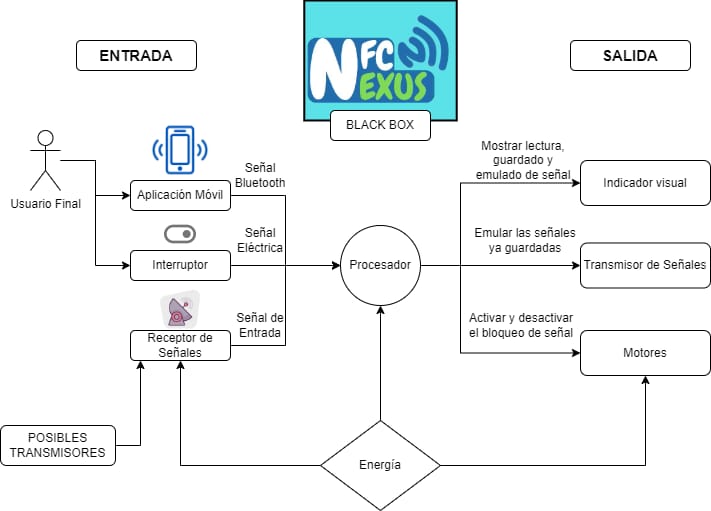 ENTRADA
NFC
NEXUS
SALIDA
BLACK BOX
Usuario Final
Aplicación Móvil
Señal
Bluetooth
Mostrar lectura,
guardado y
emulado de señal
Indicador visual
Interruptor
Señal
Eléctrica
Procesador
Emular las señales
ya guardadas
Transmisor de Señales
Receptor de
Señales
Señal de
Entrada
Activar y desactivar
el bloqueo de señal
Motores
POSIBLES
TRANSMISORES
Energía